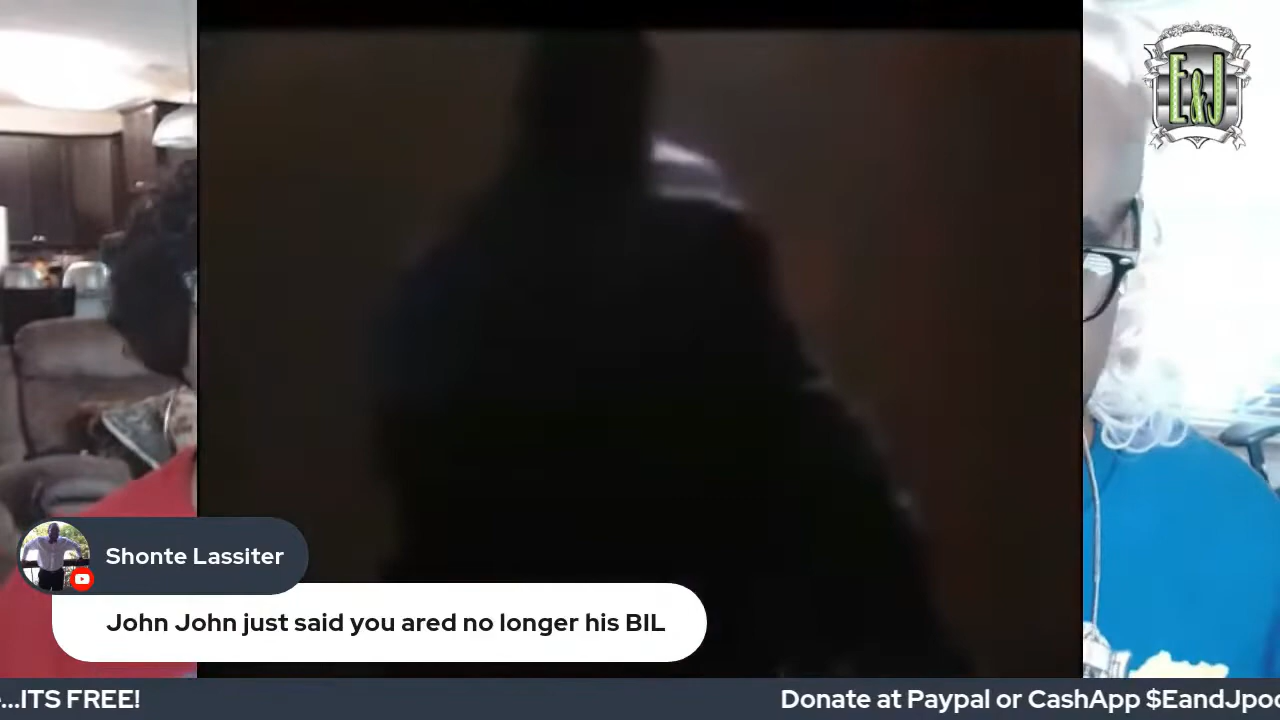 E&J
Shonte Lassiter
John John just said you ared no longer his BIL
...ITS FREE!
Donate at Paypal or CashApp $EandJpod